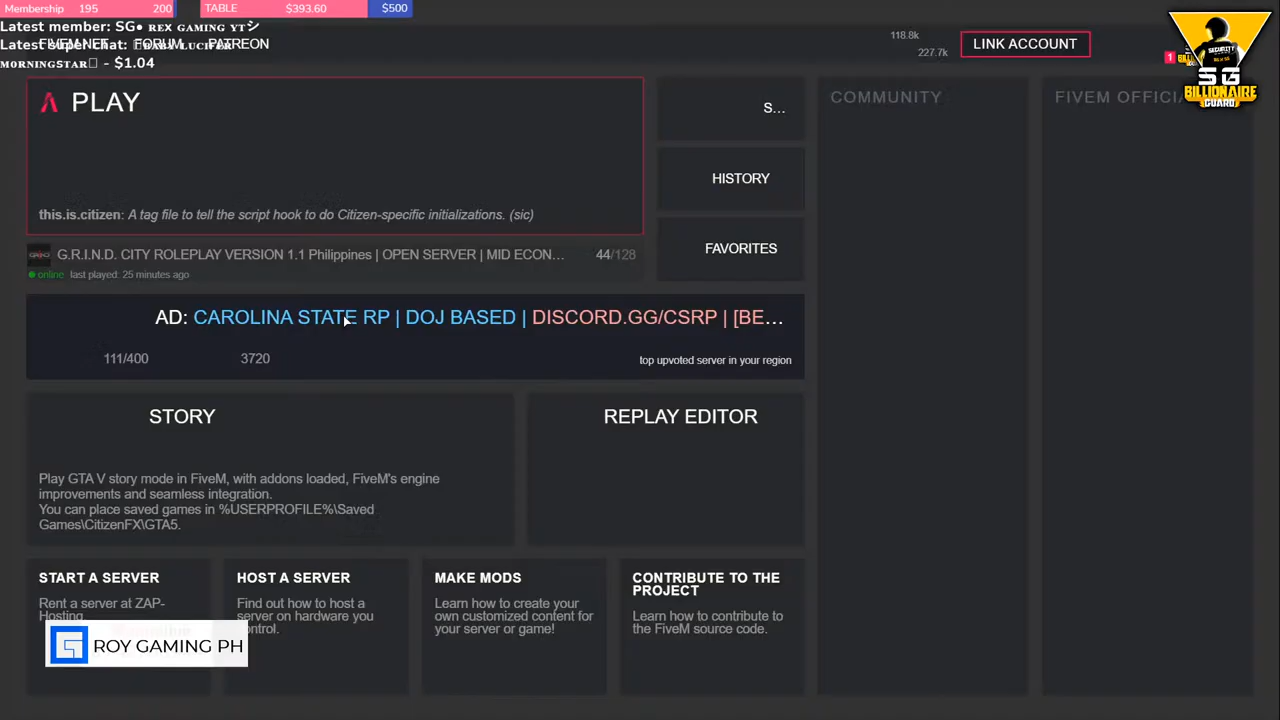 Membership 195 200 TABLE $393.60 $500
Latest member: SG• ʀᴇx ɢᴀᴍɪɴɢ ʏᴛシ
ᴍᴏʀɴɪɴɢsᴛᴀʀ - $1.04
PATREON
118.8k
227.7k
LINK ACCOUNT
1
SECURITY
SG
BILLIONAIRE
GUARD
PLAY
this.is.citizen: A tag file to tell the script hook to do Citizen-specific initializations. (sic)
S...
HISTORY
FAVORITES
COMMUNITY
G.R.I.N.D. CITY ROLEPLAY VERSION 1.1 Philippines | OPEN SERVER | MID ECON... 44/128
online last played: 25 minutes ago
AD: CAROLINA STATE RP | DOJ BASED | DISCORD.GG/CSRP | [BE...
111/400 3720 top upvoted server in your region
STORY
Play GTA V story mode in FiveM, with addons loaded, FiveM's engine
improvements and seamless integration.
You can place saved games in %USERPROFILE%\Saved
Games\CitizenFX\GTA5.
REPLAY EDITOR
START A SERVER
Rent a server at ZAP-
Hosting.
HOST A SERVER
Find out how to host a
server on hardware you
control.
MAKE MODS
Learn how to create your
own customized content for
your server or game!
CONTRIBUTE TO THE
PROJECT
Learn how to contribute to
the FiveM source code.
FIVEM OFFICIA
ROY GAMING PH